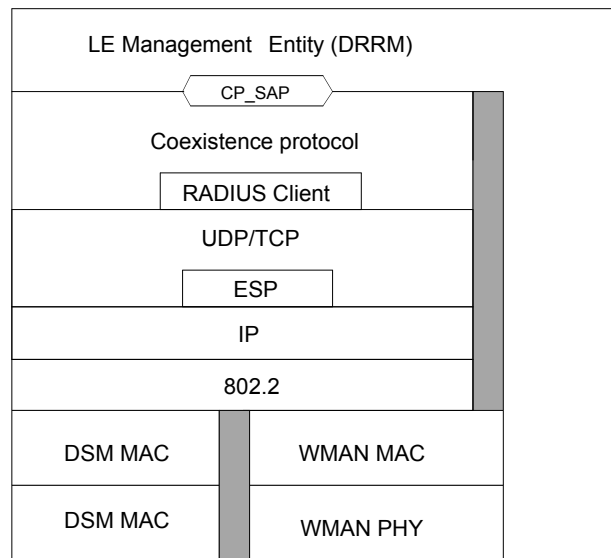 LE Management Entity (DRRM)
CP_SAP
Coexistence protocol
RADIUS Client
UDP/TCP
ESP
IP
802.2
DSM MAC
WMAN MAC
DSM MAC
WMAN PHY